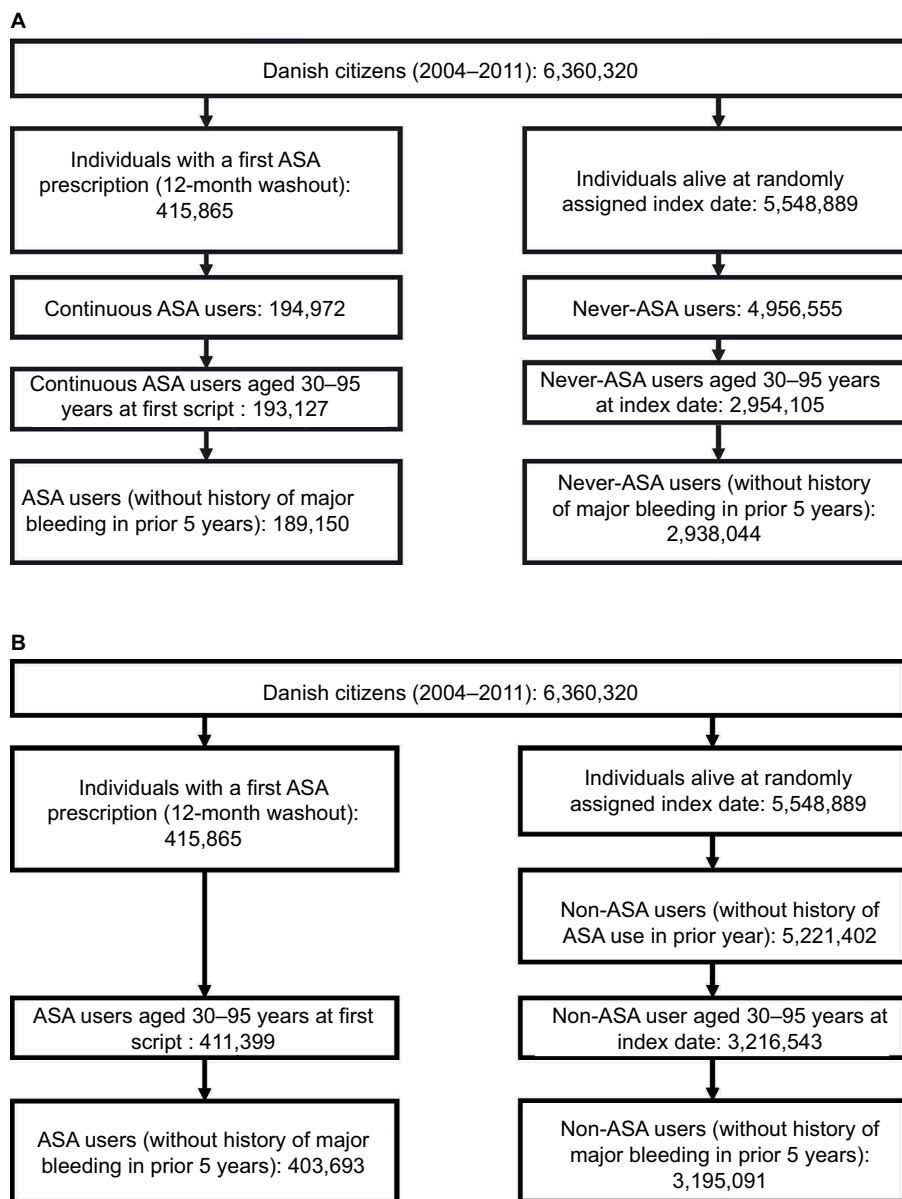 A
Danish citizens (2004–2011): 6,360,320
Individuals with a first ASA
prescription (12-month washout):
415,865
Individuals alive at randomly
assigned index date: 5,548,889
Continuous ASA users: 194,972
Never-ASA users: 4,956,555
Continuous ASA users aged 30–95
years at first script : 193,127
Never-ASA users aged 30–95 years
at index date: 2,954,105
ASA users (without history of major
bleeding in prior 5 years): 189,150
Never-ASA users (without history
of major bleeding in prior 5 years):
2,938,044
B
Danish citizens (2004–2011): 6,360,320
Individuals with a first ASA
prescription (12-month washout):
415,865
Individuals alive at randomly
assigned index date: 5,548,889
Non-ASA users (without history of
ASA use in prior year): 5,221,402
ASA users aged 30–95 years at first
script : 411,399
Non-ASA user aged 30–95 years at
index date: 3,216,543
ASA users (without history of major
bleeding in prior 5 years): 403,693
Non-ASA users (without history of
major bleeding in prior 5 years):
3,195,091